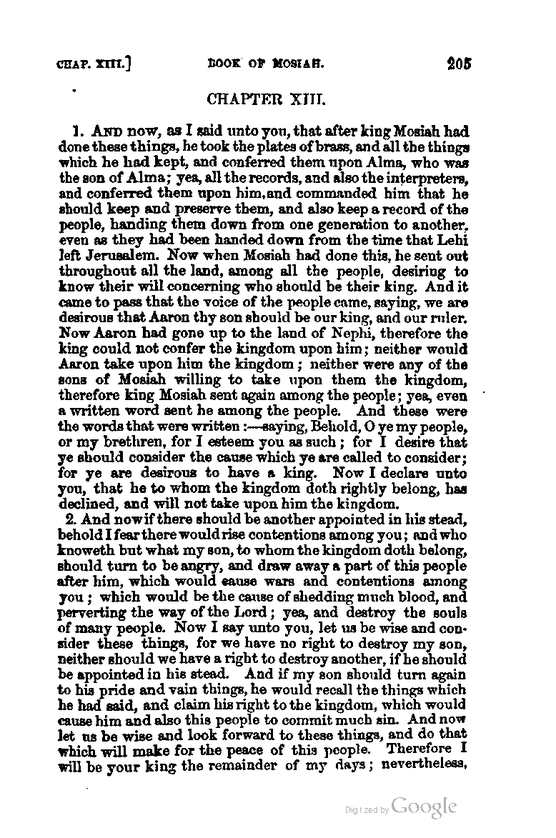 CHAP. XIII.] BOOK OF MOSIAH. 205
CHAPTER XIII.
1. AND now, as I said unto you, that after king Mosiah had
done these things, he took the plates of brass, and all the things
which he had kept, and conferred them upon Alma, who was
the son of Alma; yea, all the records, and also the interpreters,
and conferred them upon him, and commanded him that he
should keep and preserve them, and also keep a record of the
people, handing them down from one generation to another,
even as they had been handed down from the time that Lehi
left Jerusalem. Now when Mosiah had done this, he sent out
throughout all the land, among all the people, desiring to
know their will concerning who should be their king. And it
came to pass that the voice of the people came, saying, we are
desirous that Aaron thy son should be our king, and our ruler.
Now Aaron had gone up to the land of Nephi, therefore the
king could not confer the kingdom upon him; neither would
Aaron take upon him the kingdom; neither were any of the
sons of Mosiah willing to take upon them the kingdom,
therefore king Mosiah sent again among the people; yea, even
a written word sent he among the people. And these were
the words that were written:—saying, Behold, O ye my people,
or my brethren, for I esteem you as such; for I desire that
ye should consider the cause which ye are called to consider;
for ye are desirous to have a king. Now I declare unto
you, that he to whom the kingdom doth rightly belong, has
declined, and will not take upon him the kingdom.
2. And now if there should be another appointed in his stead,
behold I fear there would rise contentions among you; and who
knoweth but what my son, to whom the kingdom doth belong,
should turn to be angry, and draw away a part of this people
after him, which would cause wars and contentions among
you; which would be the cause of shedding much blood, and
perverting the way of the Lord; yea, and destroy the souls
of many people. Now I say unto you, let us be wise and con-
sider these things, for we have no right to destroy my son,
neither should we have a right to destroy another, if he should
be appointed in his stead. And if my son should turn again
to his pride and vain things, he would recall the things which
he had said, and claim his right to the kingdom, which would
cause him and also this people to commit much sin. And now
let us be wise and look forward to these things, and do that
which will make for the peace of this people. Therefore I
will be your king the remainder of my days; nevertheless,
Digitized by Google